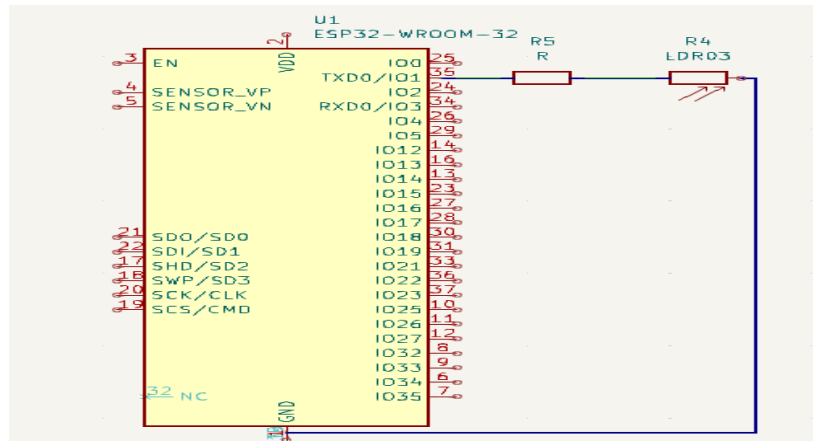 U1
ESP32-WROOM-32
R5
R
R4
LDR03
2
VDD
3 EN
4 SENSOR_VP
5 SENSOR_VN
21 SDO/SD0
22 SDI/SD1
17 SHD/SD2
18 SWP/SD3
20 SCK/CLK
19 SCS/CMD
32 NC
IO0 25
TXD0/IO1 35
IO2 24
RXD0/IO3 34
IO4 26
IO5 29
IO12 14
IO13 16
IO14 13
IO15 23
IO16 27
IO17 28
IO18 30
IO19 31
IO21 33
IO22 36
IO23 37
IO25 10
IO26 11
IO27 12
IO32 8
IO33 9
IO34 6
IO35 7
GND